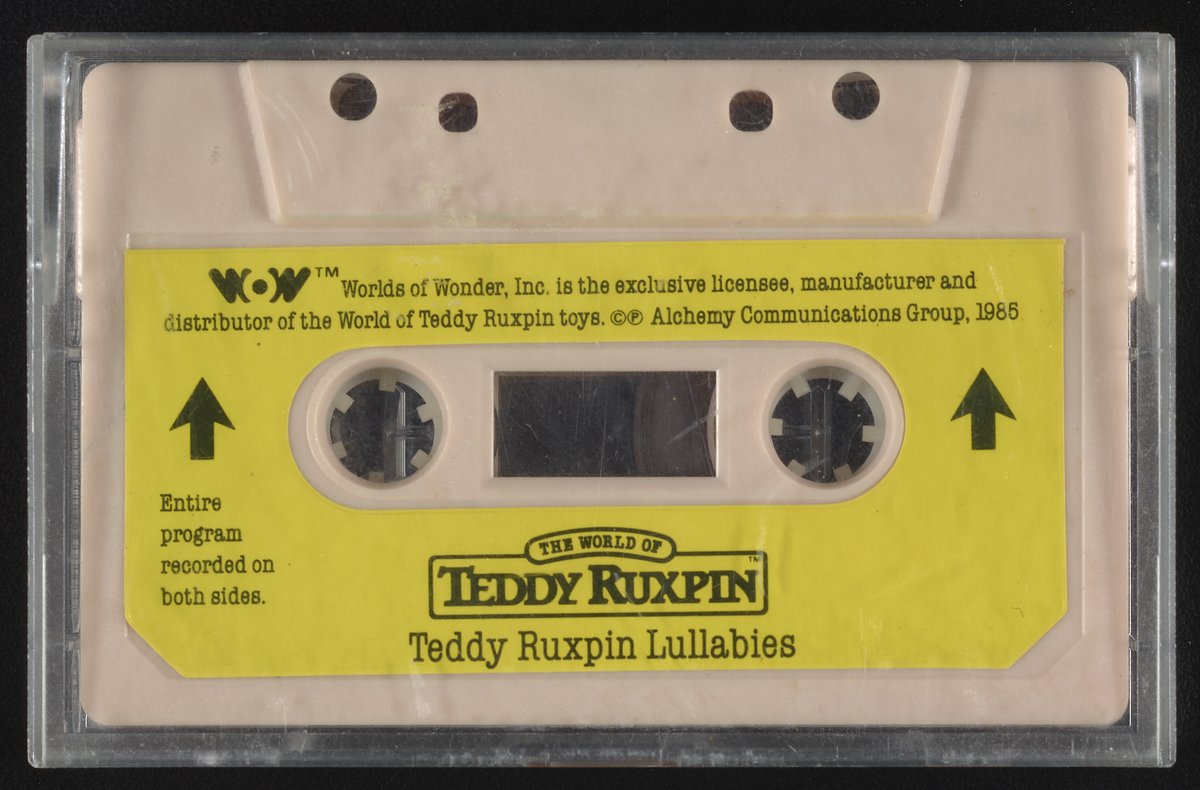 WOW™ Worlds of Wonder, Inc. is the exclusive licensee, manufacturer and
distributor of the World of Teddy Ruxpin toys. ©℗ Alchemy Communications Group, 1985
Entire
program
recorded on
both sides.
THE WORLD OF
TEDDY RUXPIN™
Teddy Ruxpin Lullabies